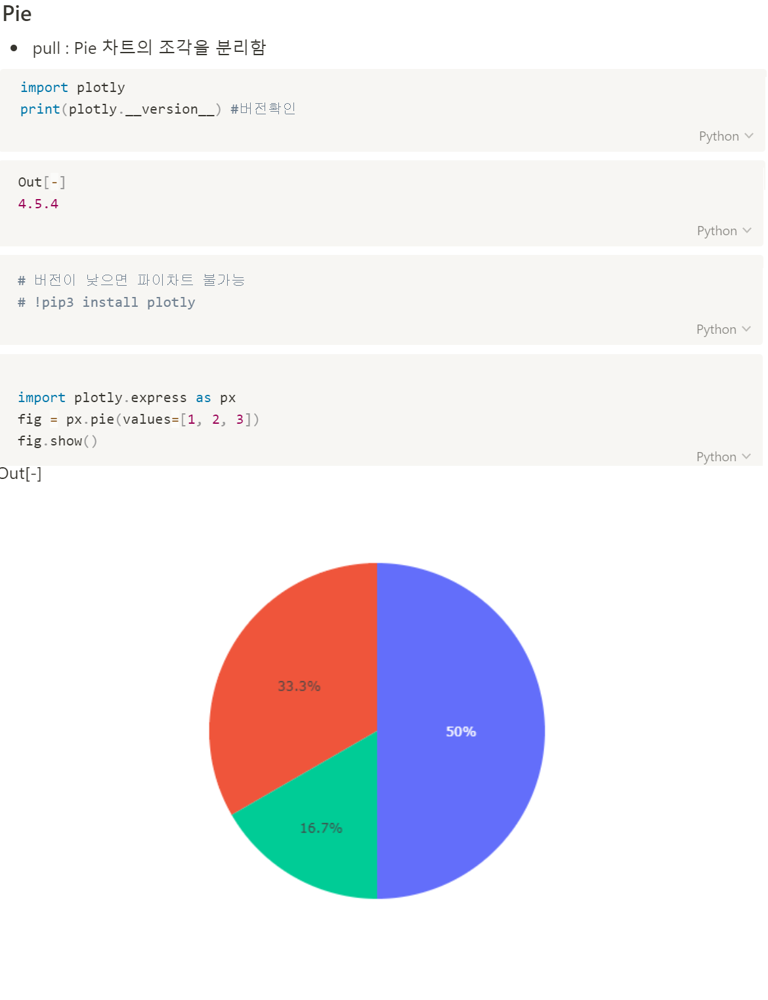 Pie
• pull : Pie 차트의 조각을 분리함
import plotly
print(plotly.__version__) #버전확인
Python
Out[-]
4.5.4
Python
# 버전이 낮으면 파이차트 불가능
# !pip3 install plotly
Python
import plotly.express as px
fig = px.pie(values=[1, 2, 3])
fig.show()
Python
Out[-]
33.3%
50%
16.7%